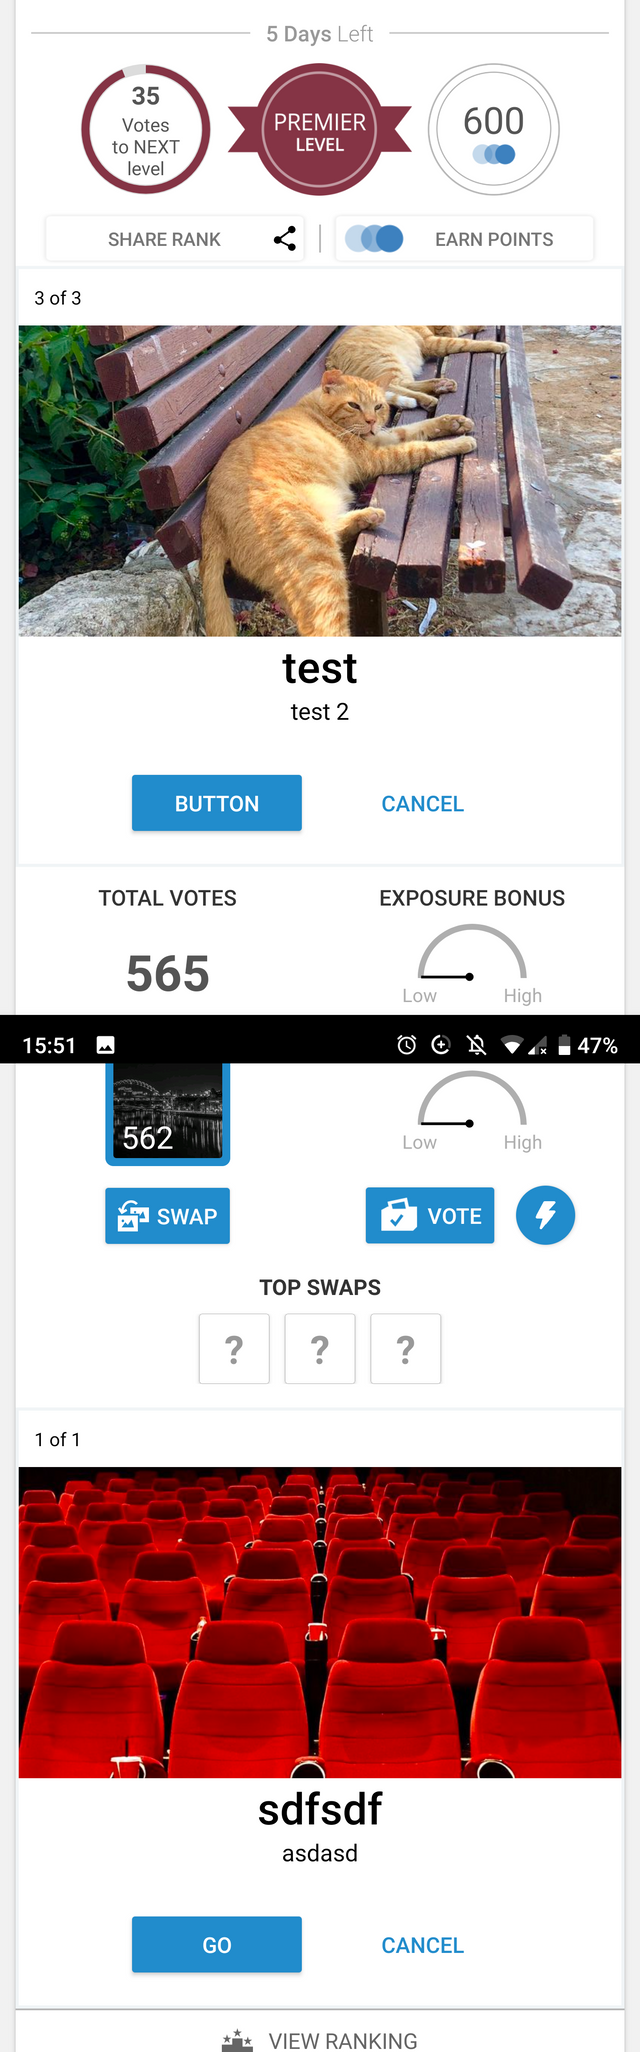 5 Days Left
35
Votes
to NEXT
level
PREMIER
LEVEL
600
SHARE RANK
EARN POINTS
3 of 3
test
test 2
BUTTON
CANCEL
TOTAL VOTES
EXPOSURE BONUS
565
Low
High
15:51
47%
562
Low
High
SWAP
VOTE
TOP SWAPS
? ? ?
1 of 1
sdfsdf
asdasd
GO
CANCEL
VIEW RANKING